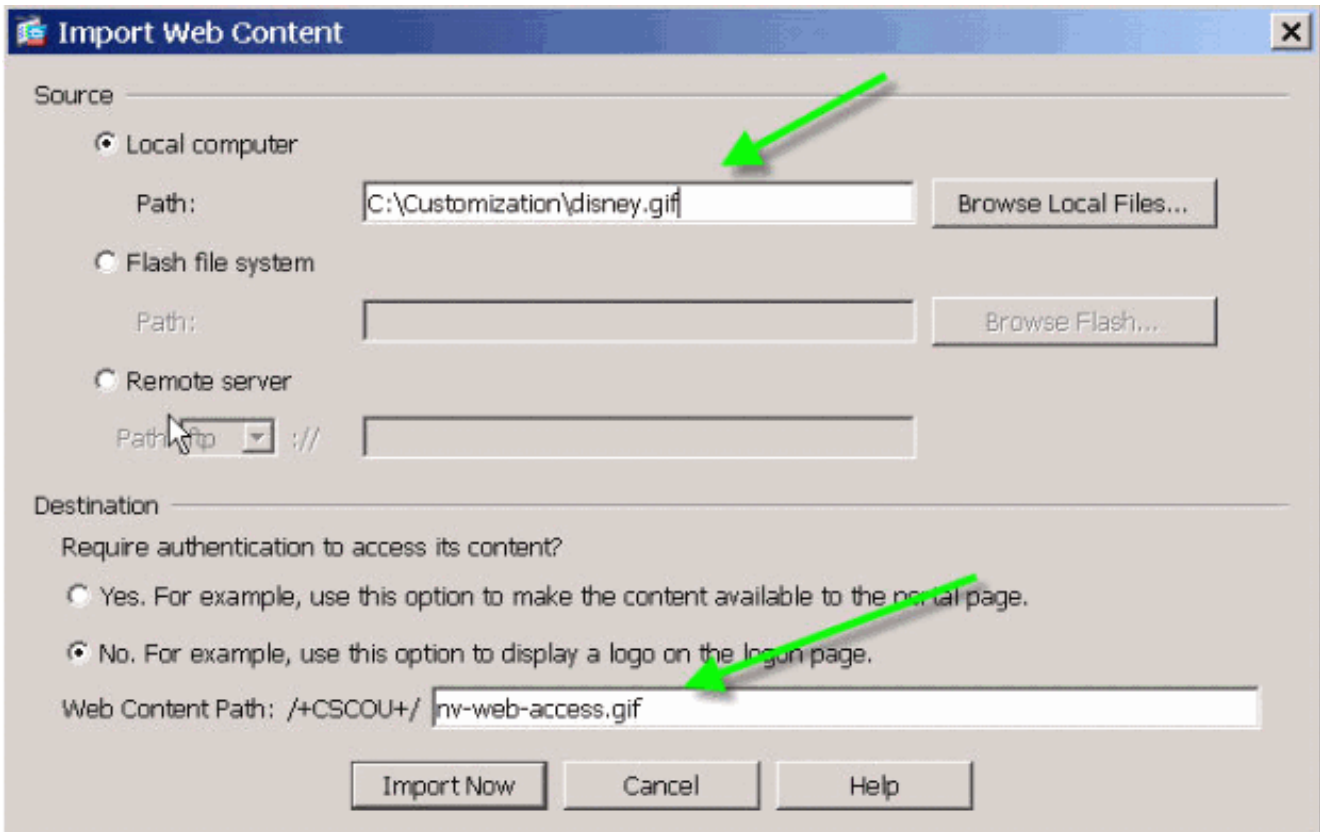 Import Web Content
Source
Local computer
Path: C:\Customization\disney.gif Browse Local Files...
Flash file system
Path: Browse Flash...
Remote server
Path ftp ://
Destination
Require authentication to access its content?
Yes. For example, use this option to make the content available to the portal page.
No. For example, use this option to display a logo on the logon page.
Web Content Path: /+CSCOU+/ nv-web-access.gif
Import Now Cancel Help